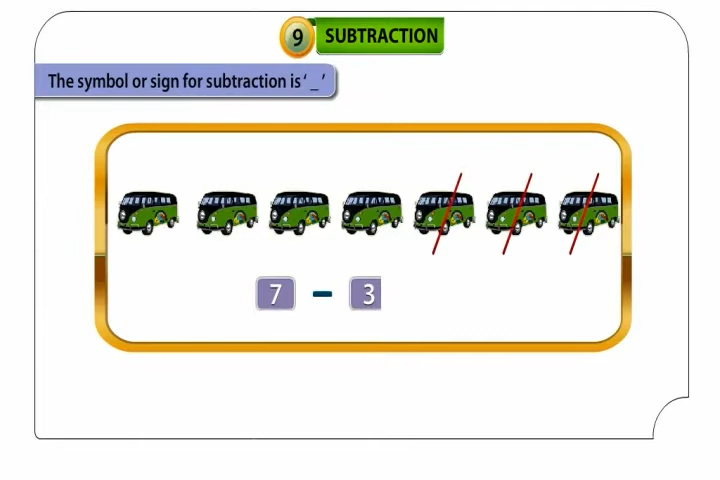 9 SUBTRACTION
The symbol or sign for subtraction is ‘ _ ’
7 - 3